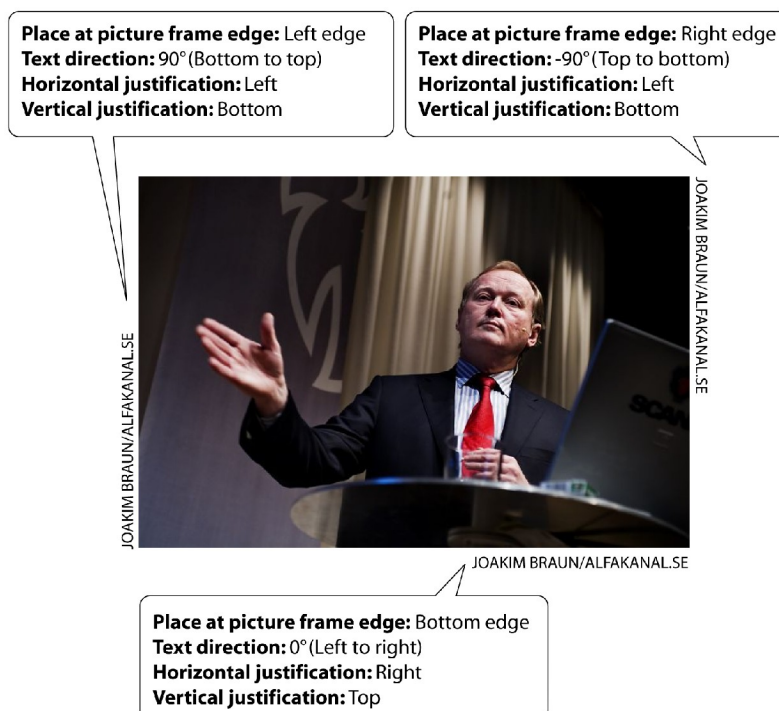 Place at picture frame edge: Left edge
Text direction: 90° (Bottom to top)
Horizontal justification: Left
Vertical justification: Bottom
Place at picture frame edge: Right edge
Text direction: -90° (Top to bottom)
Horizontal justification: Left
Vertical justification: Bottom
JOAKIM BRAUN/ALFAKANAL.SE
JOAKIM BRAUN/ALFAKANAL.SE
SCAN
JOAKIM BRAUN/ALFAKANAL.SE
Place at picture frame edge: Bottom edge
Text direction: 0° (Left to right)
Horizontal justification: Right
Vertical justification: Top